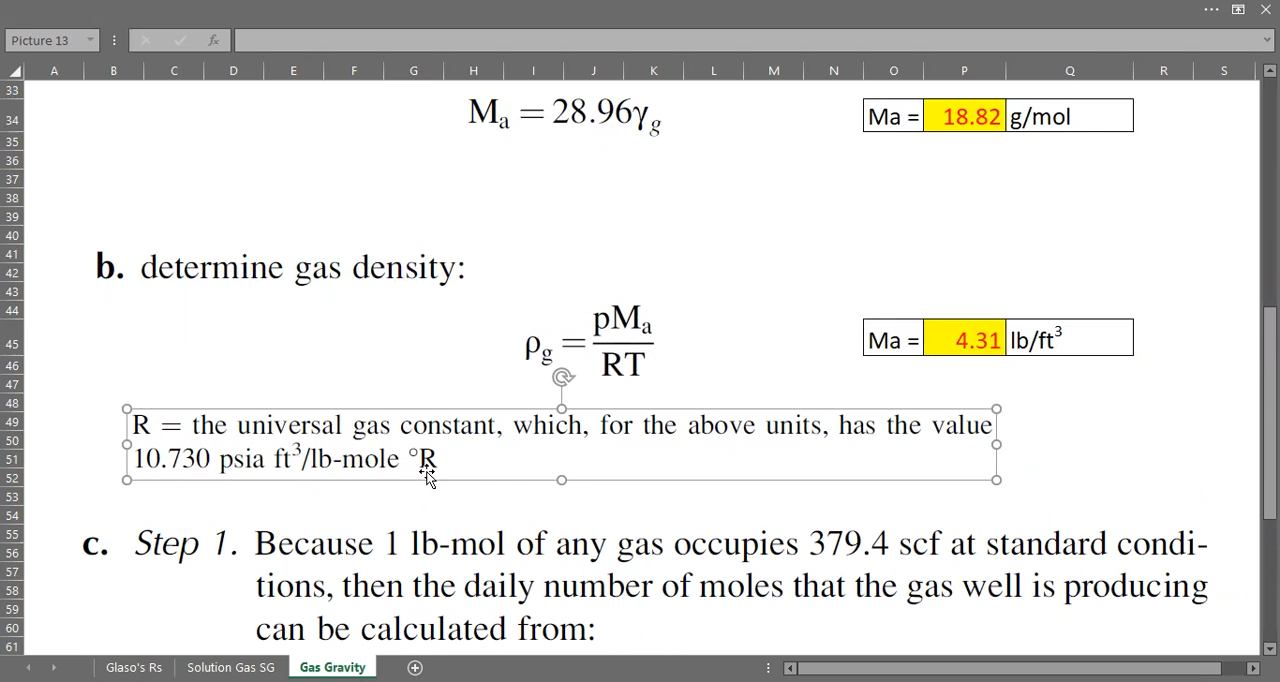 Picture 13
fx
A B C D E F G H I J K L M N O P Q R S
33
34
35
36
37
38
39
40
41
42
43
44
45
46
47
48
49
50
51
52
53
54
55
56
57
58
59
60
61
Mₐ = 28.96γg
Ma = 18.82 g/mol
b. determine gas density:
ρg = pMₐ / RT
Ma = 4.31 lb/ft³
R = the universal gas constant, which, for the above units, has the value
10.730 psia ft³/lb-mole °R
c. Step 1. Because 1 lb-mol of any gas occupies 379.4 scf at standard condi-
tions, then the daily number of moles that the gas well is producing
can be calculated from:
Glaso's Rs Solution Gas SG Gas Gravity